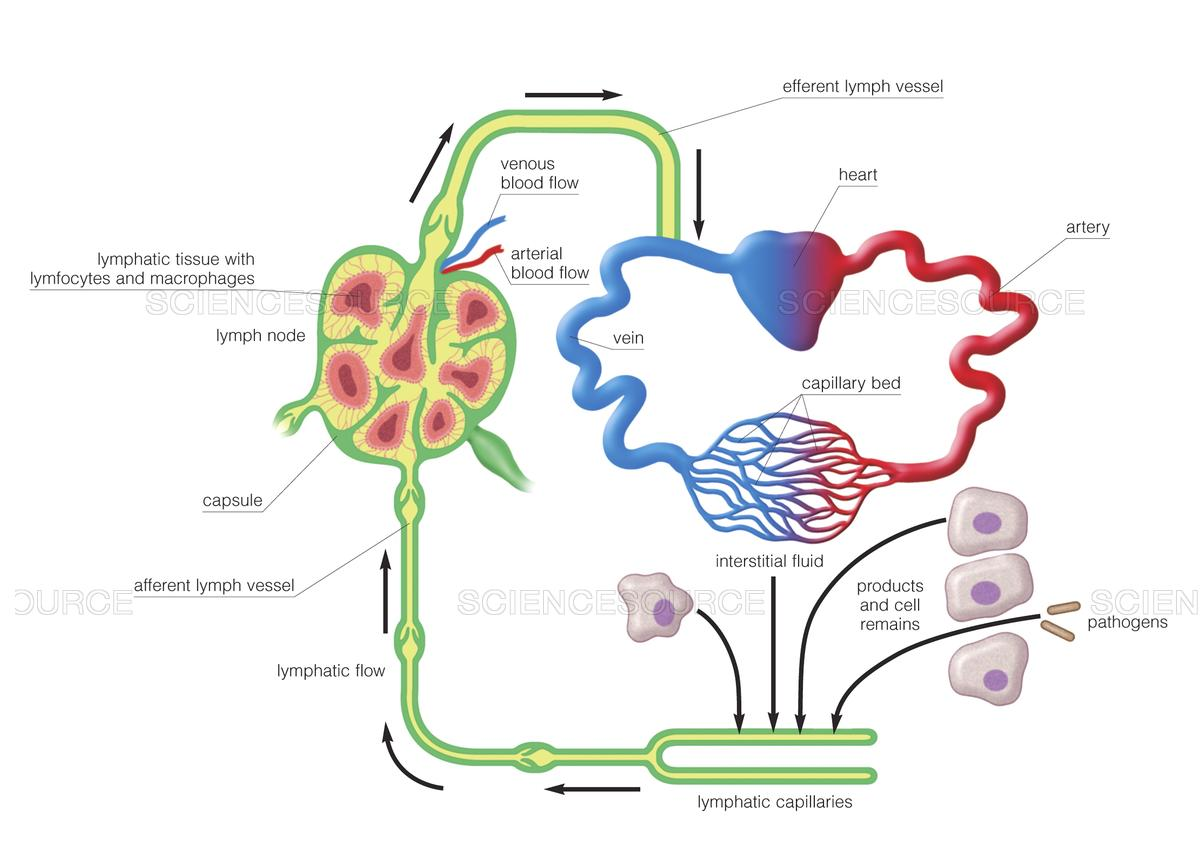 efferent lymph vessel
venous
blood flow
heart
artery
arterial
blood flow
lymphatic tissue with
lymfocytes and macrophages
SCIENCESOURCE
SCIENCESOURCE
lymph node
vein
capillary bed
capsule
interstitial fluid
afferent lymph vessel
products
and cell
remains
OURCE
SCIENCESOURCE
SCIEN
pathogens
lymphatic flow
lymphatic capillaries